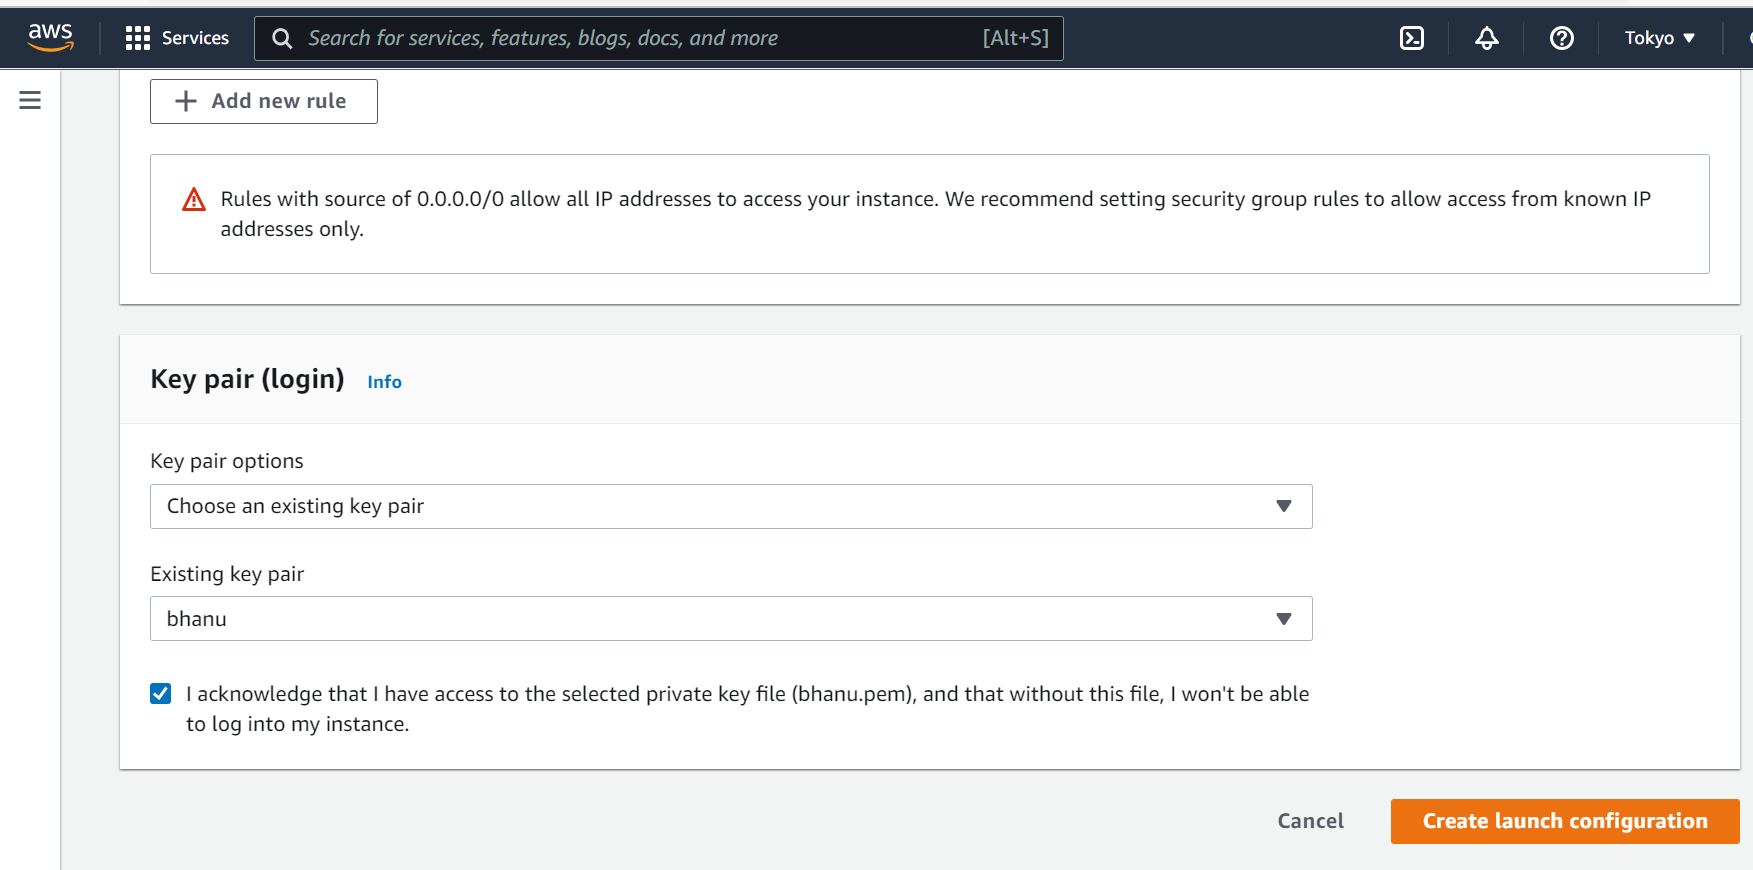 aws
Services
Search for services, features, blogs, docs, and more
[Alt+S]
Tokyo
Add new rule
Rules with source of 0.0.0.0/0 allow all IP addresses to access your instance. We recommend setting security group rules to allow access from known IP
addresses only.
Key pair (login)
Info
Key pair options
Choose an existing key pair
Existing key pair
bhanu
I acknowledge that I have access to the selected private key file (bhanu.pem), and that without this file, I won't be able
to log into my instance.
Cancel
Create launch configuration